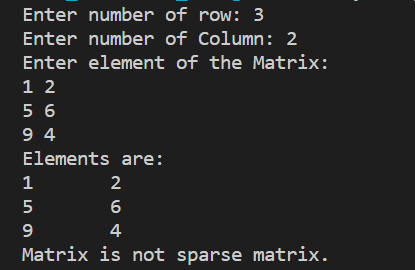 Enter number of row: 3
Enter number of Column: 2
Enter element of the Matrix:
1 2
5 6
9 4
Elements are:
1       2
5       6
9       4
Matrix is not sparse matrix.